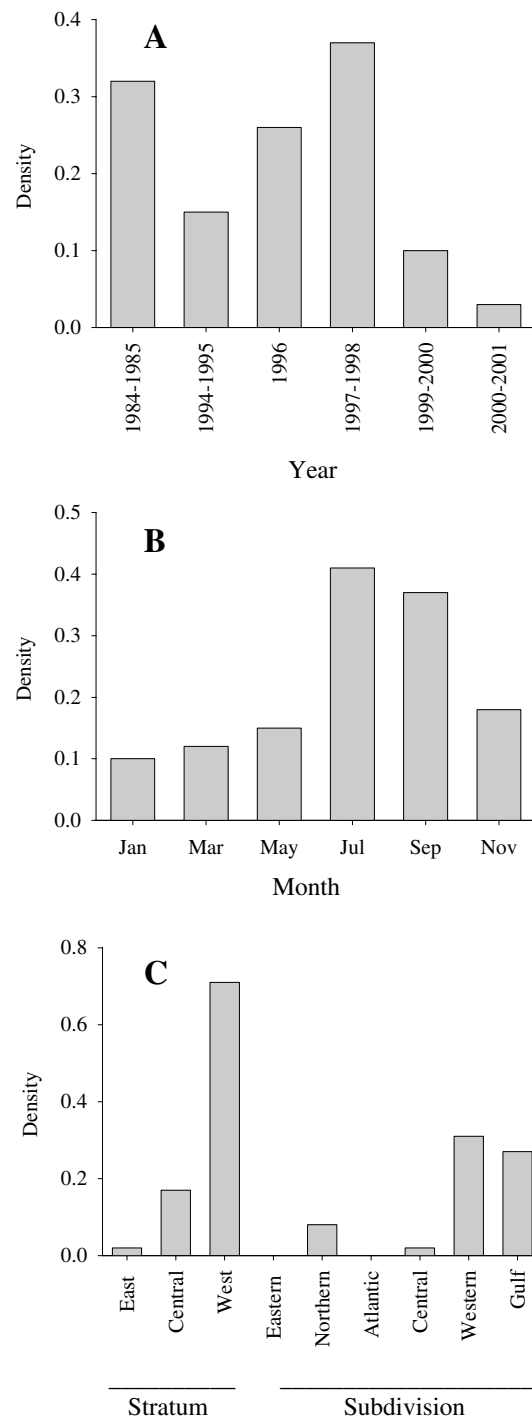 A
Density
0.4
0.3
0.2
0.1
0.0
1984-1985
1994-1995
1996
1997-1998
1999-2000
2000-2001
Year
B
Density
0.5
0.4
0.3
0.2
0.1
0.0
Jan Mar May Jul Sep Nov
Month
C
Density
0.8
0.6
0.4
0.2
0.0
East
Central
West
Eastern
Northern
Atlantic
Central
Western
Gulf
Stratum Subdivision